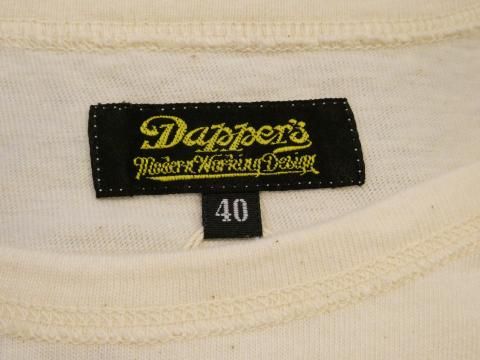 Dapper's
Modern Working Design
40